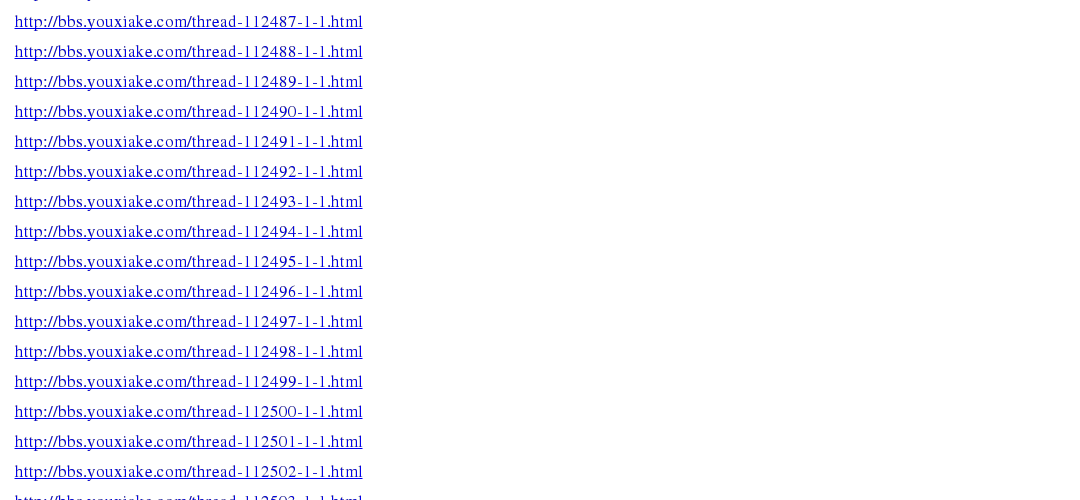 http://bbs.youxiake.com/thread-112487-1-1.html
http://bbs.youxiake.com/thread-112488-1-1.html
http://bbs.youxiake.com/thread-112489-1-1.html
http://bbs.youxiake.com/thread-112490-1-1.html
http://bbs.youxiake.com/thread-112491-1-1.html
http://bbs.youxiake.com/thread-112492-1-1.html
http://bbs.youxiake.com/thread-112493-1-1.html
http://bbs.youxiake.com/thread-112494-1-1.html
http://bbs.youxiake.com/thread-112495-1-1.html
http://bbs.youxiake.com/thread-112496-1-1.html
http://bbs.youxiake.com/thread-112497-1-1.html
http://bbs.youxiake.com/thread-112498-1-1.html
http://bbs.youxiake.com/thread-112499-1-1.html
http://bbs.youxiake.com/thread-112500-1-1.html
http://bbs.youxiake.com/thread-112501-1-1.html
http://bbs.youxiake.com/thread-112502-1-1.html